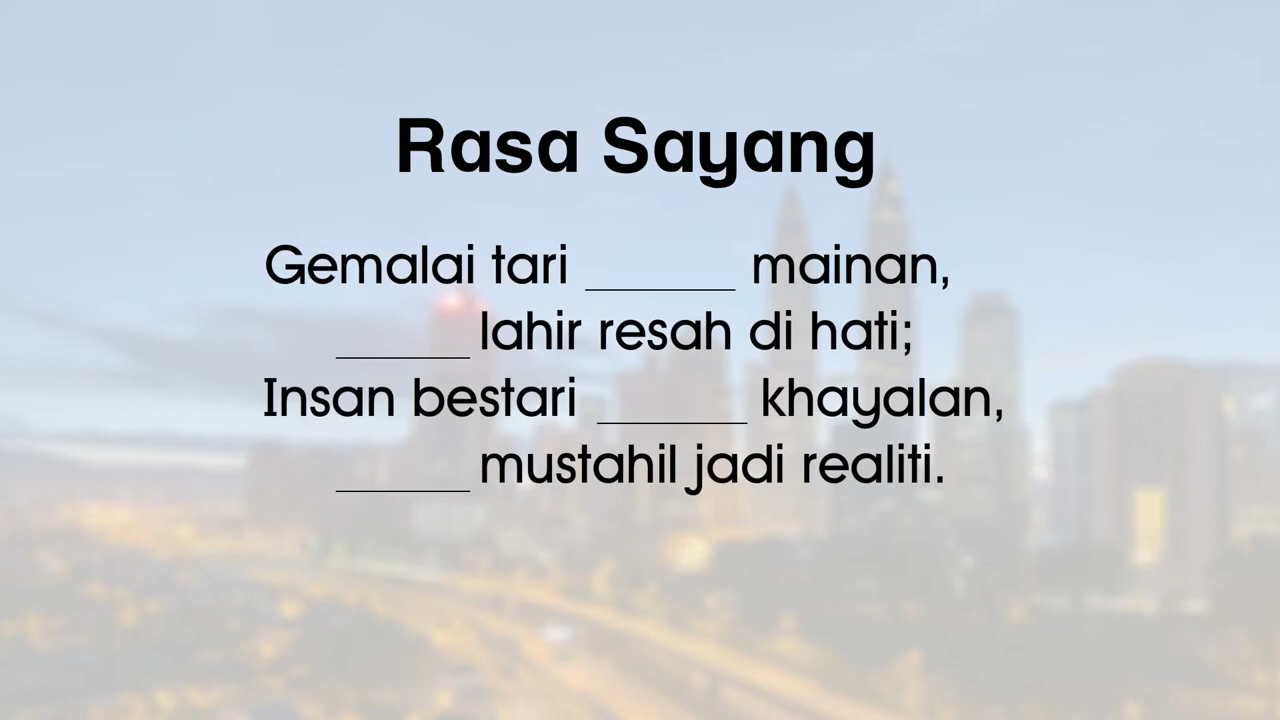 Rasa Sayang
Gemalai tari ______ mainan,
______ lahir resah di hati;
Insan bestari ______ khayalan,
______ mustahil jadi realiti.